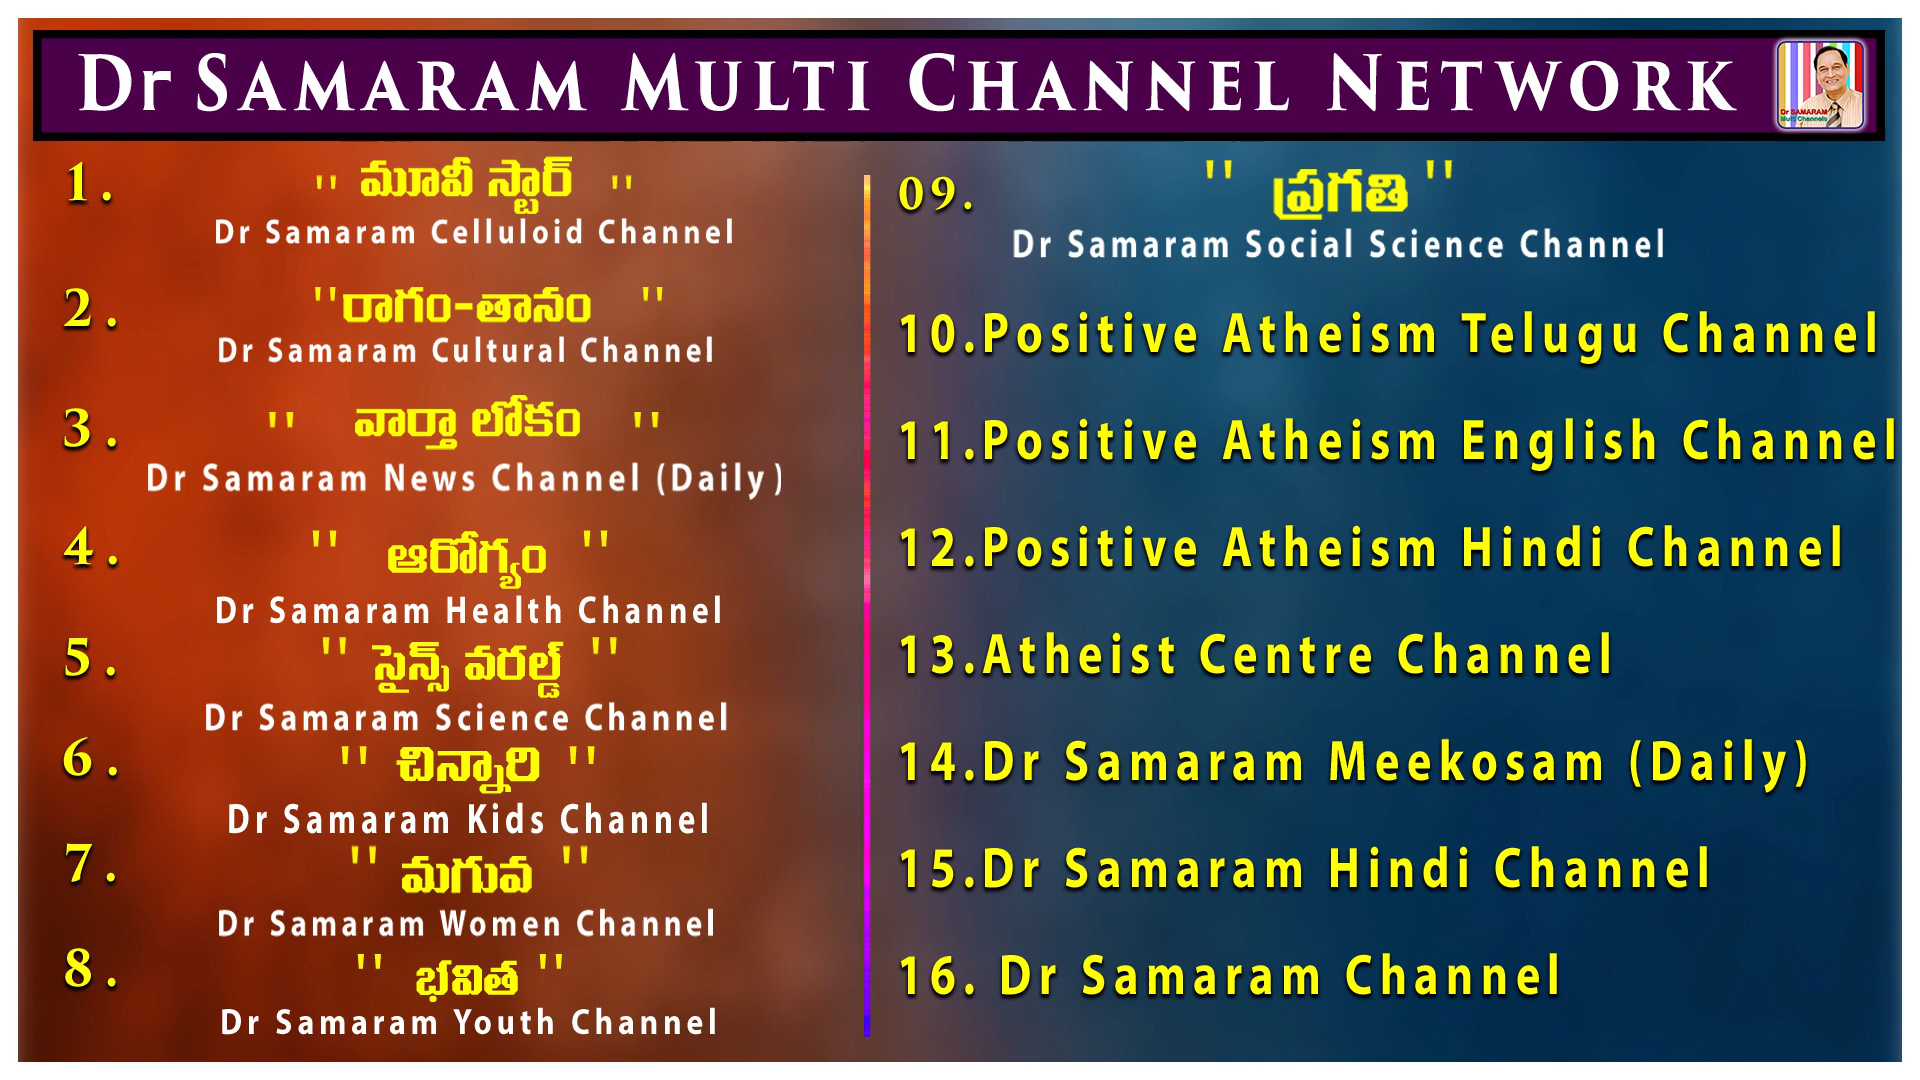 Dr SAMARAM MULTI CHANNEL NETWORK
Dr SAMARAM
Multi Channels
1. '' మూవీ స్టార్ ''
Dr Samaram Celluloid Channel
2. ''రాగం-తానం ''
Dr Samaram Cultural Channel
3. '' వార్తా లోకం ''
Dr Samaram News Channel (Daily)
4. '' ఆరోగ్యం ''
Dr Samaram Health Channel
5. '' సైన్స్ వరల్డ్ ''
Dr Samaram Science Channel
6. '' చిన్నారి ''
Dr Samaram Kids Channel
7. '' మగువ ''
Dr Samaram Women Channel
8. '' భవిత ''
Dr Samaram Youth Channel
09. '' ప్రగతి ''
Dr Samaram Social Science Channel
10.Positive Atheism Telugu Channel
11.Positive Atheism English Channel
12.Positive Atheism Hindi Channel
13.Atheist Centre Channel
14.Dr Samaram Meekosam (Daily)
15.Dr Samaram Hindi Channel
16. Dr Samaram Channel